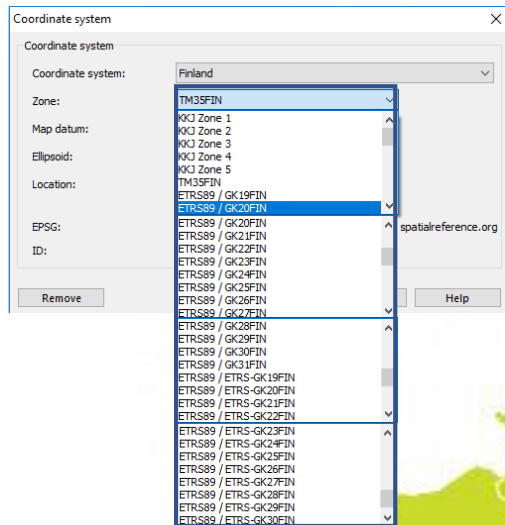 Coordinate system
Coordinate system
Coordinate system: Finland
Zone: TM35FIN
KKJ Zone 1
KKJ Zone 2
Map datum:
KKJ Zone 3
KKJ Zone 4
Ellipsoid:
KKJ Zone 5
TM35FIN
Location:
ETRS89 / GK19FIN
ETRS89 / GK20FIN
ETRS89 / GK20FIN
EPSG: spatialreference.org
ETRS89 / GK21FIN
ETRS89 / GK22FIN
ID:
ETRS89 / GK23FIN
ETRS89 / GK24FIN
ETRS89 / GK25FIN
ETRS89 / GK26FIN
Remove Help
ETRS89 / GK27FIN
ETRS89 / GK28FIN
ETRS89 / GK29FIN
ETRS89 / GK30FIN
ETRS89 / GK31FIN
ETRS89 / ETRS-GK19FIN
ETRS89 / ETRS-GK20FIN
ETRS89 / ETRS-GK21FIN
ETRS89 / ETRS-GK22FIN
ETRS89 / ETRS-GK23FIN
ETRS89 / ETRS-GK24FIN
ETRS89 / ETRS-GK25FIN
ETRS89 / ETRS-GK26FIN
ETRS89 / ETRS-GK27FIN
ETRS89 / ETRS-GK28FIN
ETRS89 / ETRS-GK29FIN
ETRS89 / ETRS-GK30FIN